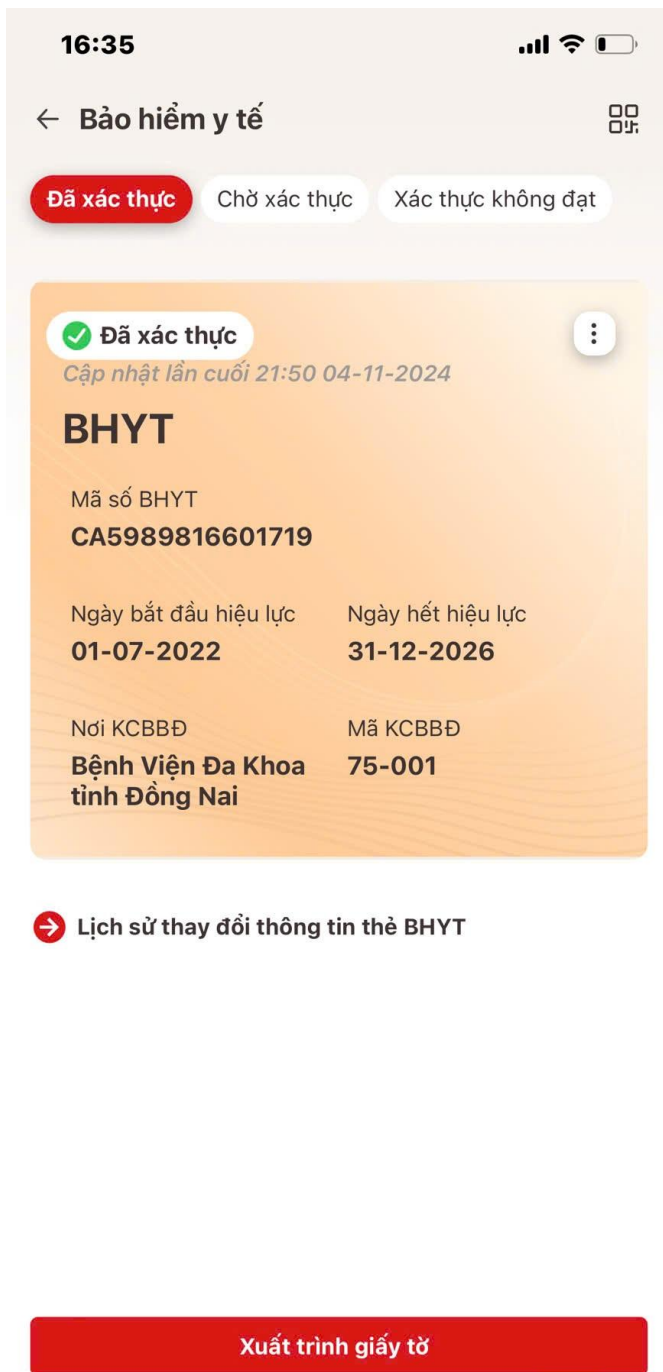 16:35
Bảo hiểm y tế
Đã xác thực Chờ xác thực Xác thực không đạt
Đã xác thực
Cập nhật lần cuối 21:50 04-11-2024
BHYT
Mã số BHYT
CA5989816601719
Ngày bắt đầu hiệu lực Ngày hết hiệu lực
01-07-2022 31-12-2026
Nơi KCBBĐ Mã KCBBĐ
Bệnh Viện Đa Khoa 75-001
tỉnh Đồng Nai
Lịch sử thay đổi thông tin thẻ BHYT
Xuất trình giấy tờ